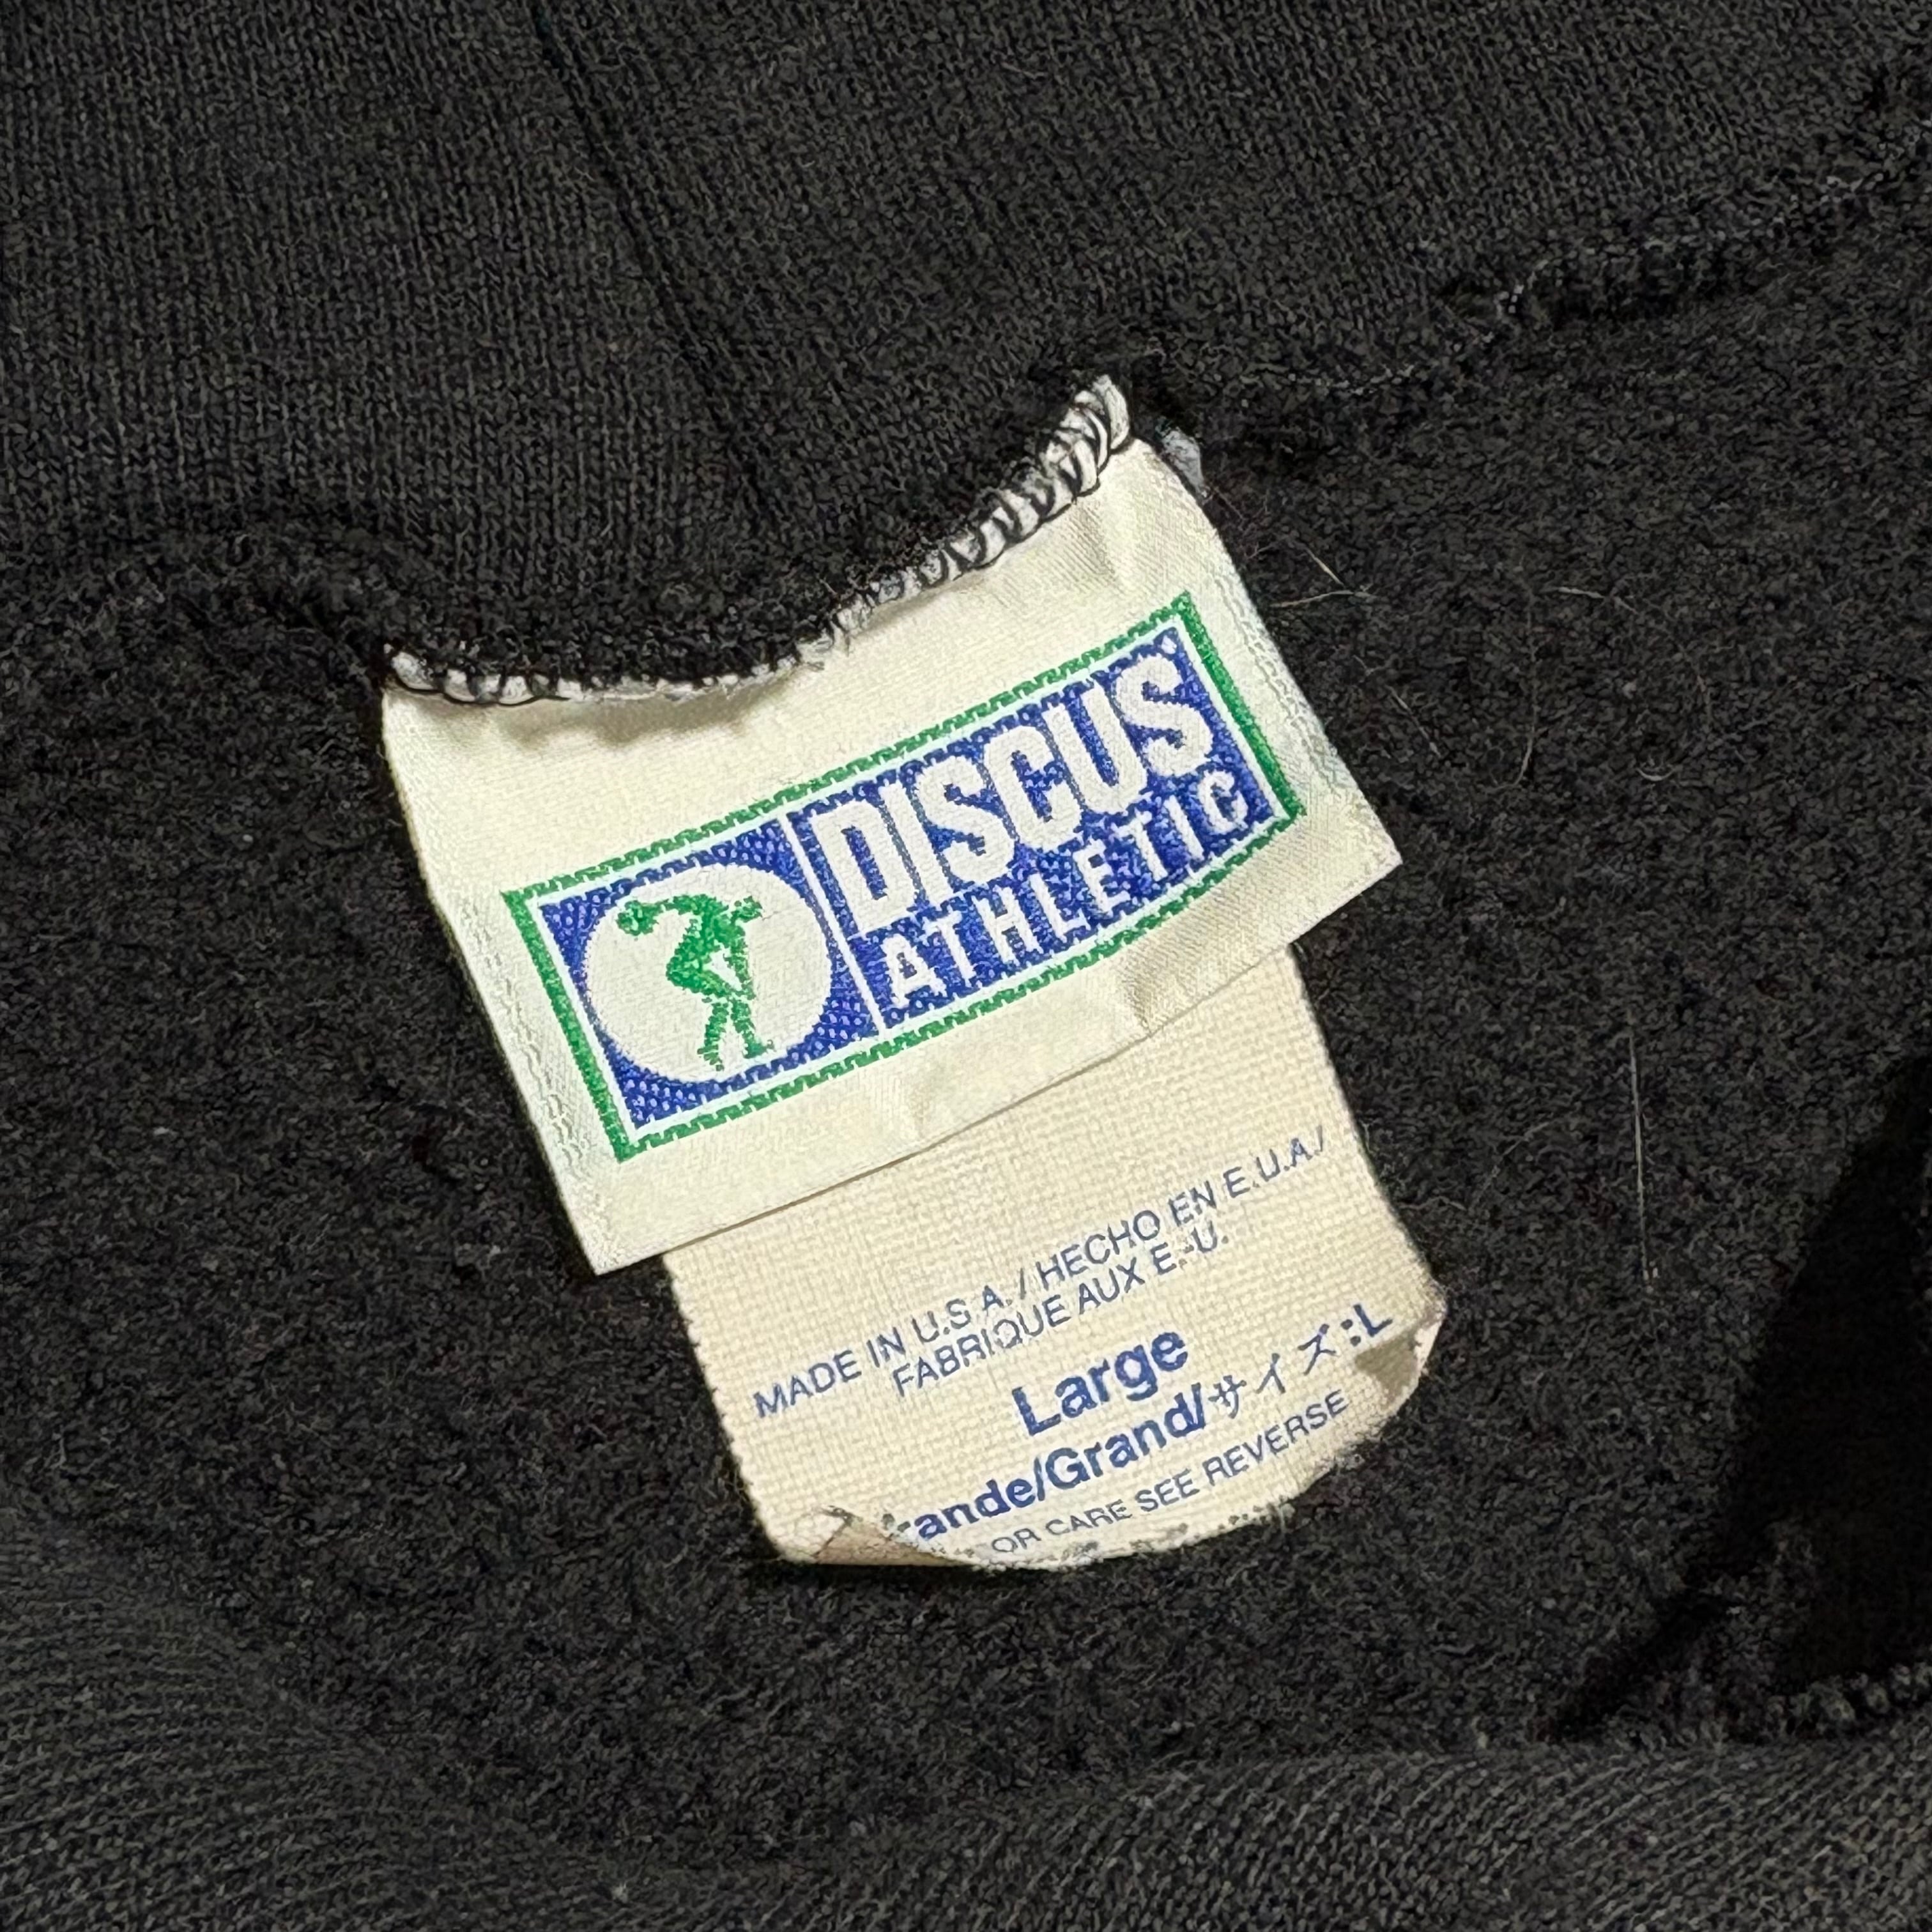 DISCUS
ATHLETIC
MADE IN U.S.A. / HECHO EN E.U.A./
FABRIQUE AUX E.-U.
Large
rande/Grand/サイズ:L
OR CARE SEE REVERSE